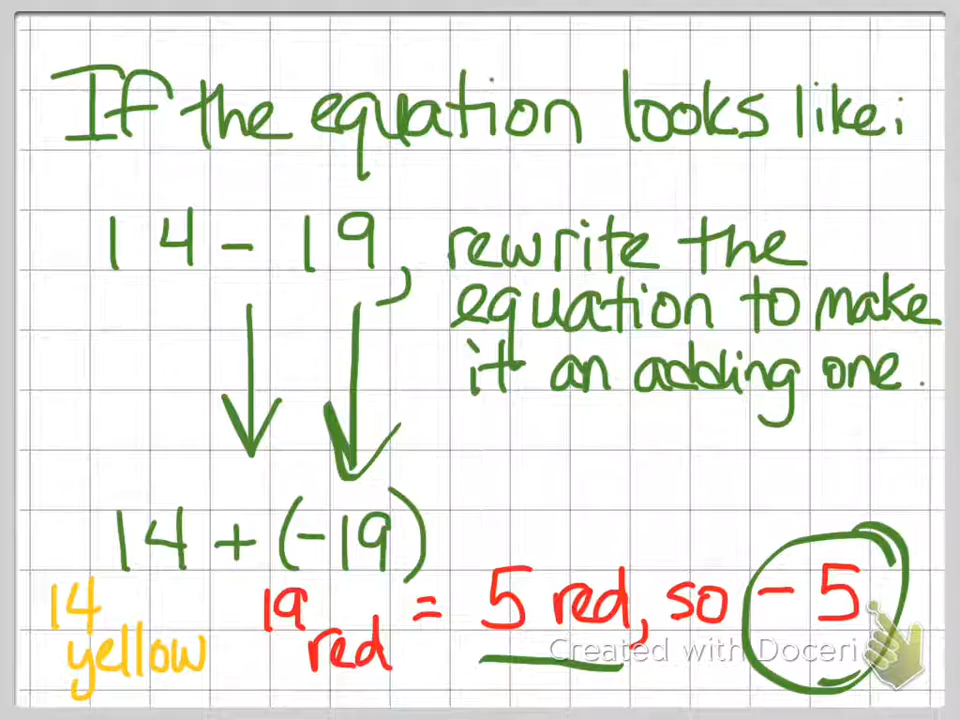 If the equation looks like:
14 - 19, rewrite the
equation to make
it an adding one.
14 + (-19)
14 yellow 19 red = 5 red, so -5
Created with Doceri